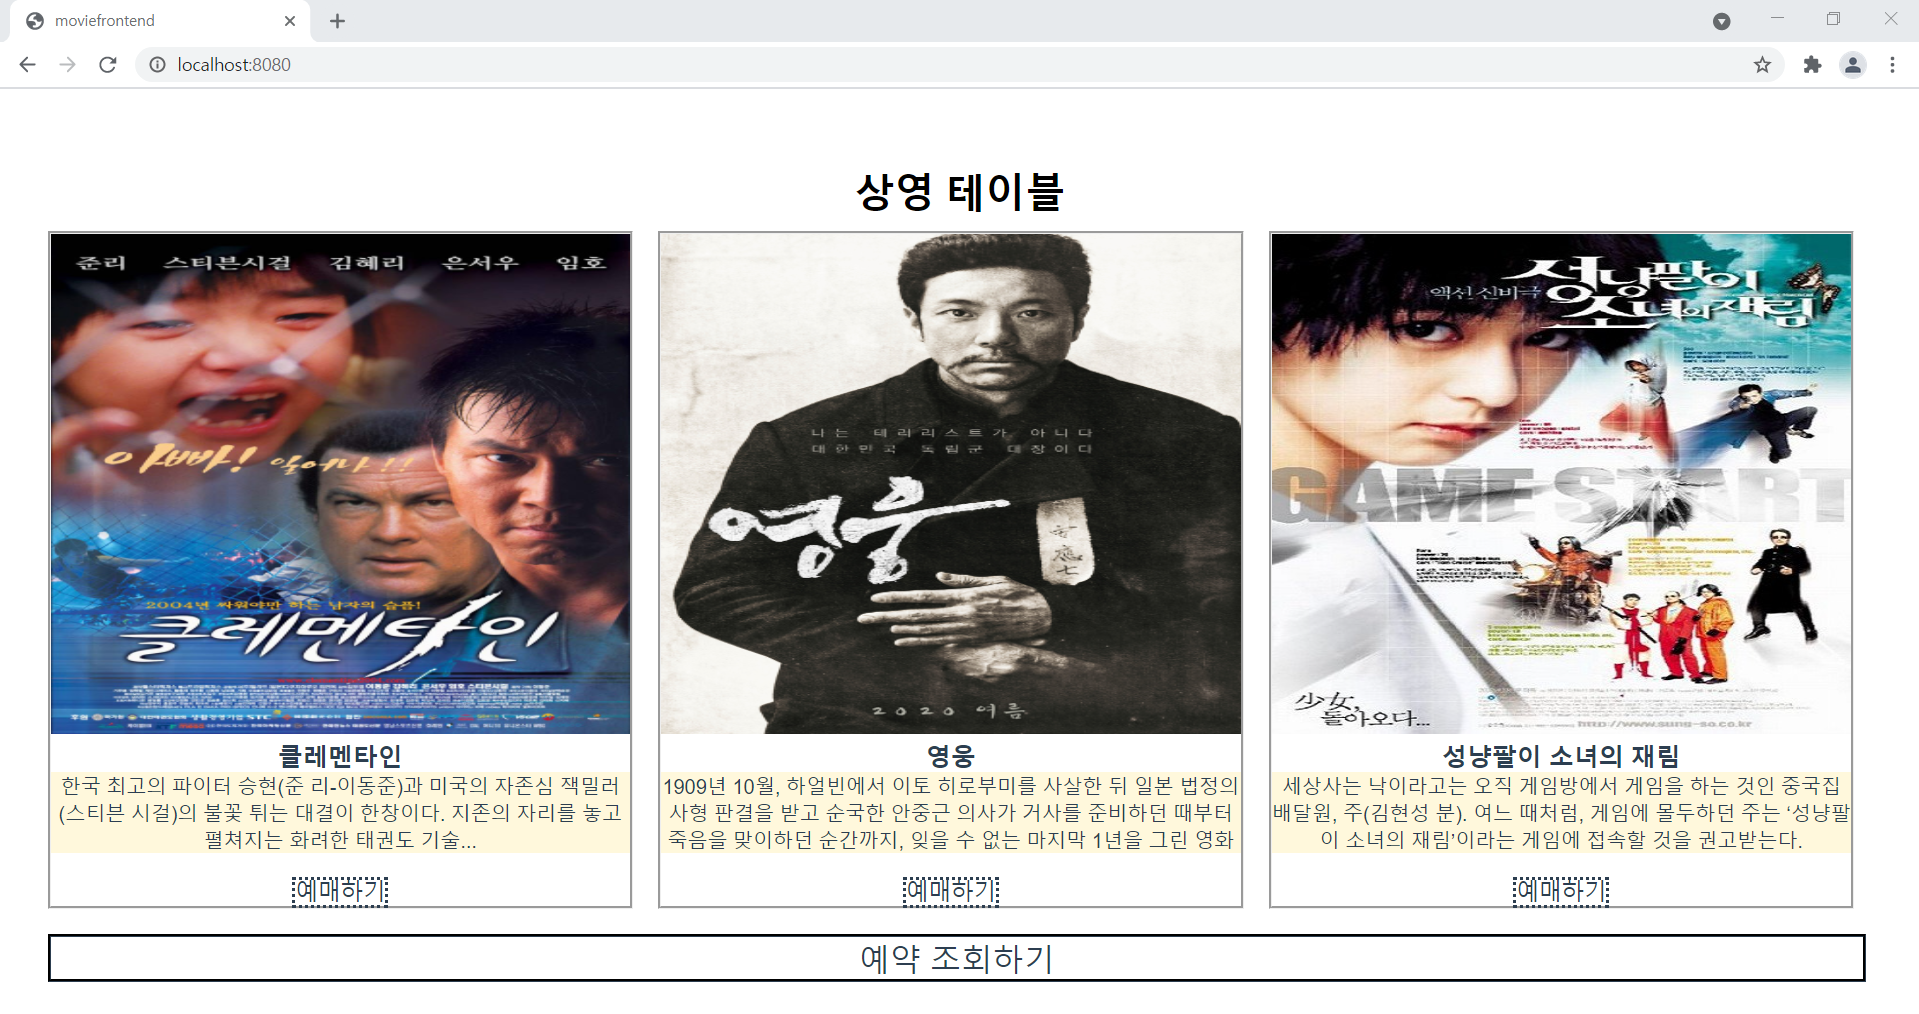 moviefrontend
localhost:8080
상영 테이블
준리 스티븐시걸 김혜리 은서우 임호
아빠! 일어나!!
2004년 싸워야만 하는 남자의 슬픔!
클레멘타인
나는 테러리스트가 아니다
대한민국 독립군 대장이다
영웅
2020 여름
액션 신비극
성냥팔이
소녀의 재림
GAME START
少女,
돌아오다...
http://www.sung-so.co.kr
클레멘타인
한국 최고의 파이터 승현(준 리-이동준)과 미국의 자존심 잭밀러
(스티븐 시걸)의 불꽃 튀는 대결이 한창이다. 지존의 자리를 놓고
펼쳐지는 화려한 태권도 기술...
예매하기
영웅
1909년 10월, 하얼빈에서 이토 히로부미를 사살한 뒤 일본 법정의
사형 판결을 받고 순국한 안중근 의사가 거사를 준비하던 때부터
죽음을 맞이하던 순간까지, 잊을 수 없는 마지막 1년을 그린 영화
예매하기
성냥팔이 소녀의 재림
세상사는 낙이라고는 오직 게임방에서 게임을 하는 것인 중국집
배달원, 주(김현성 분). 여느 때처럼, 게임에 몰두하던 주는 ‘성냥팔
이 소녀의 재림’이라는 게임에 접속할 것을 권고받는다.
예매하기
예약 조회하기